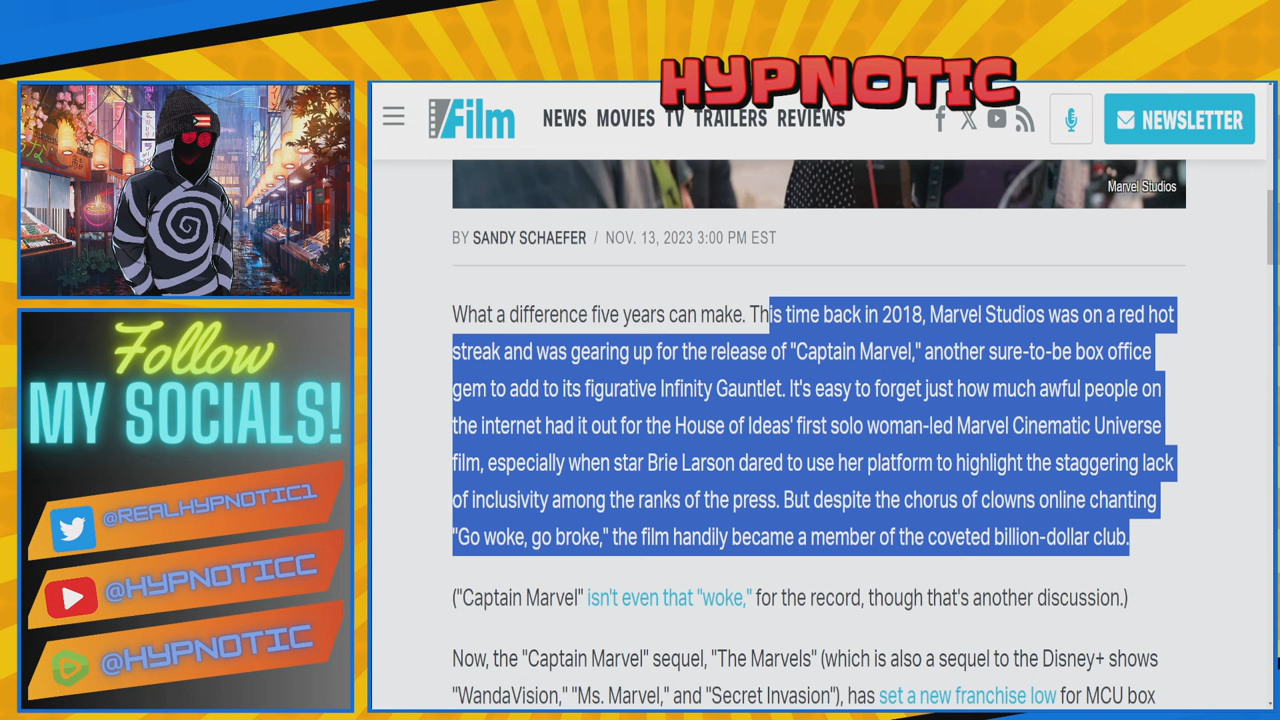 HYPNOTIC
/Film
NEWS MOVIES TV TRAILERS REVIEWS
NEWSLETTER
Marvel Studios
BY SANDY SCHAEFER / NOV. 13, 2023 3:00 PM EST
What a difference five years can make. This time back in 2018, Marvel Studios was on a red hot
streak and was gearing up for the release of "Captain Marvel," another sure-to-be box office
gem to add to its figurative Infinity Gauntlet. It's easy to forget just how much awful people on
the internet had it out for the House of Ideas' first solo woman-led Marvel Cinematic Universe
film, especially when star Brie Larson dared to use her platform to highlight the staggering lack
of inclusivity among the ranks of the press. But despite the chorus of clowns online chanting
"Go woke, go broke," the film handily became a member of the coveted billion-dollar club.
("Captain Marvel" isn't even that "woke," for the record, though that's another discussion.)
Now, the "Captain Marvel" sequel, "The Marvels" (which is also a sequel to the Disney+ shows
"WandaVision," "Ms. Marvel," and "Secret Invasion"), has set a new franchise low for MCU box
Follow
MY SOCIALS!
@REALHYPNOTIC1
@HYPNOTICC
@HYPNOTIC